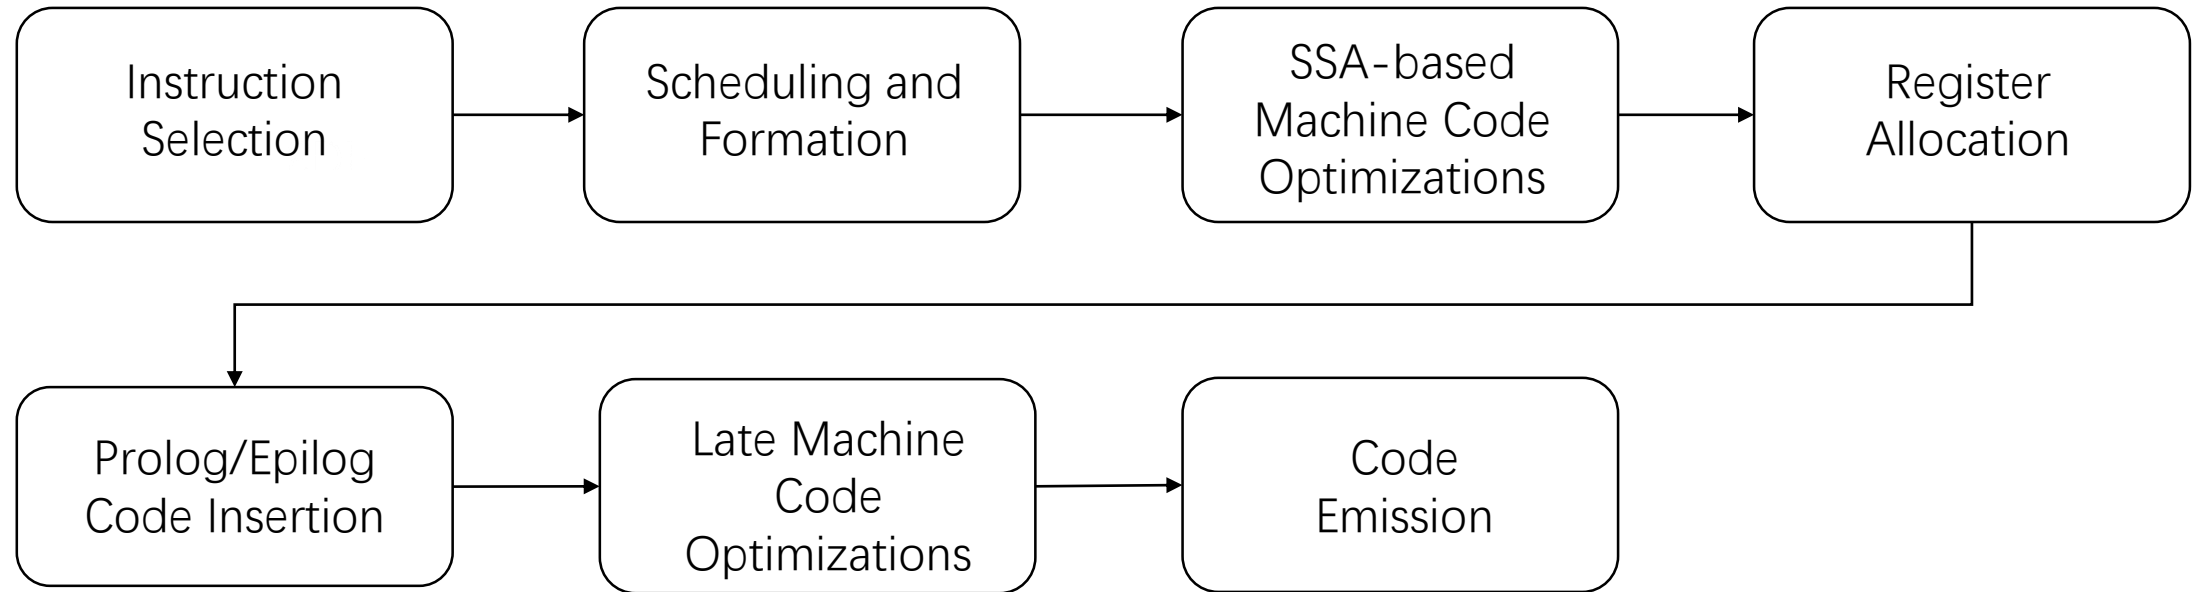 Instruction
Selection
Scheduling and
Formation
SSA-based
Machine Code
Optimizations
Register
Allocation
Prolog/Epilog
Code Insertion
Late Machine
Code
Optimizations
Code
Emission